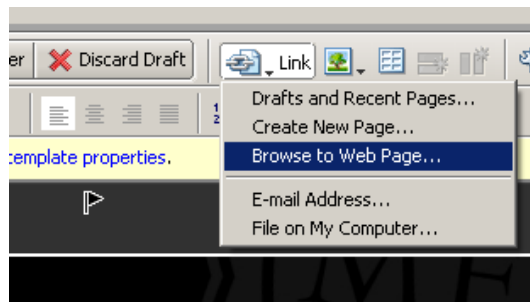 er Discard Draft Link
Drafts and Recent Pages...
Create New Page...
Browse to Web Page...
E-mail Address...
File on My Computer...
template properties.